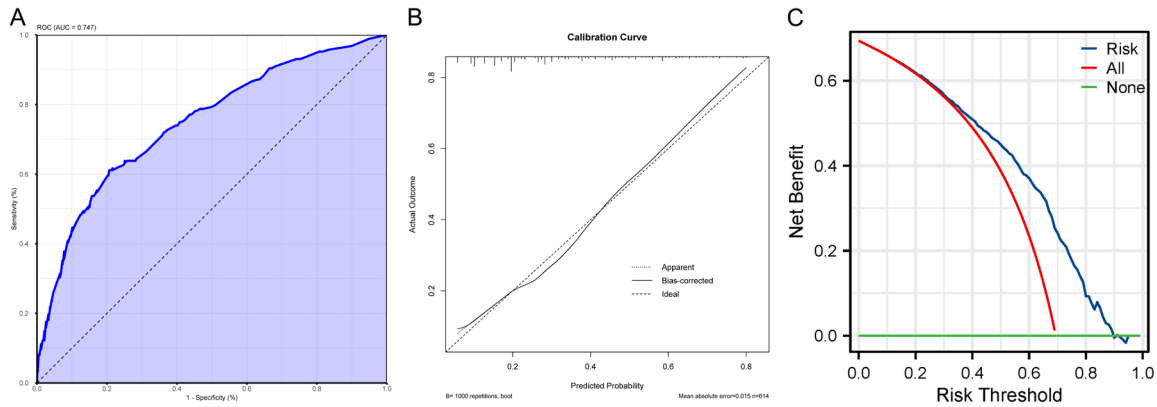 A
ROC (AUC = 0.747)
1.0
0.8
0.6
0.4
0.2
0.0
Sensitivity (%)
0.0 0.2 0.4 0.6 0.8 1.0
1 - Specificity (%)
B
Calibration Curve
0.8
0.6
0.4
0.2
Actual Outcome
Apparent
Bias-corrected
Ideal
0.2 0.4 0.6 0.8
Predicted Probability
B= 1000 repetitions, boot
Mean absolute error=0.015 n=614
C
Risk
All
None
0.6
0.4
0.2
0.0
Net Benefit
0.0 0.2 0.4 0.6 0.8 1.0
Risk Threshold